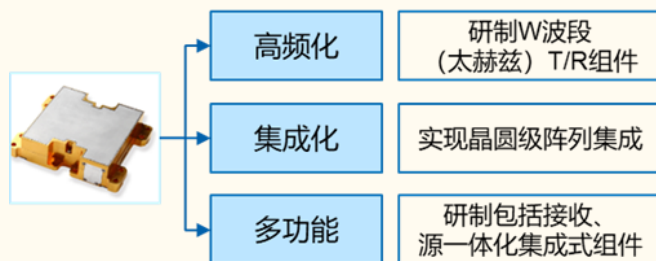 高频化
研制W波段
（太赫兹）T/R组件
集成化
实现晶圆级阵列集成
多功能
研制包括接收、
源一体化集成式组件